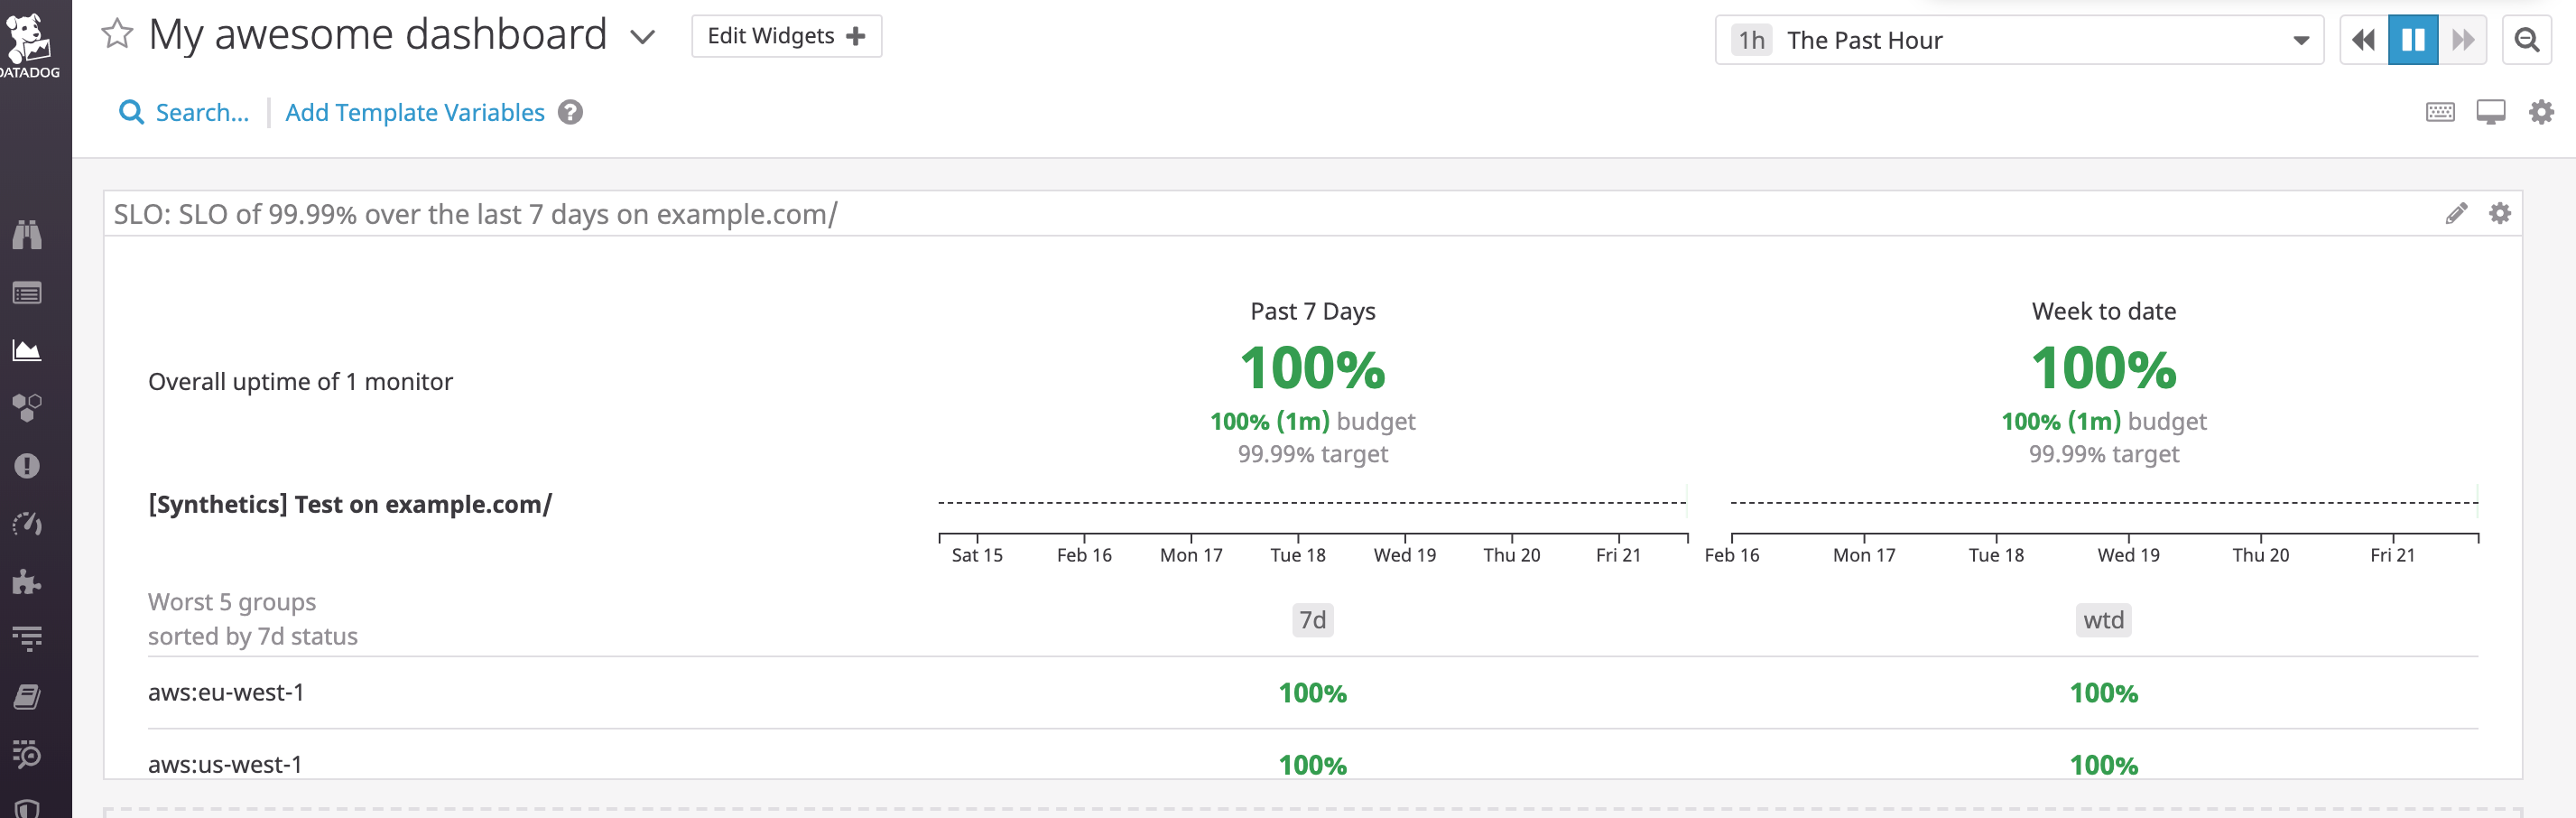 DATADOG
My awesome dashboard
Edit Widgets
1h The Past Hour
Search...
Add Template Variables
SLO: SLO of 99.99% over the last 7 days on example.com/
Past 7 Days
Week to date
Overall uptime of 1 monitor
100%
100%
100% (1m) budget
100% (1m) budget
99.99% target
99.99% target
[Synthetics] Test on example.com/
Sat 15 Feb 16 Mon 17 Tue 18 Wed 19 Thu 20 Fri 21
Feb 16 Mon 17 Tue 18 Wed 19 Thu 20 Fri 21
Worst 5 groups
sorted by 7d status
7d
wtd
aws:eu-west-1 100% 100%
aws:us-west-1 100% 100%